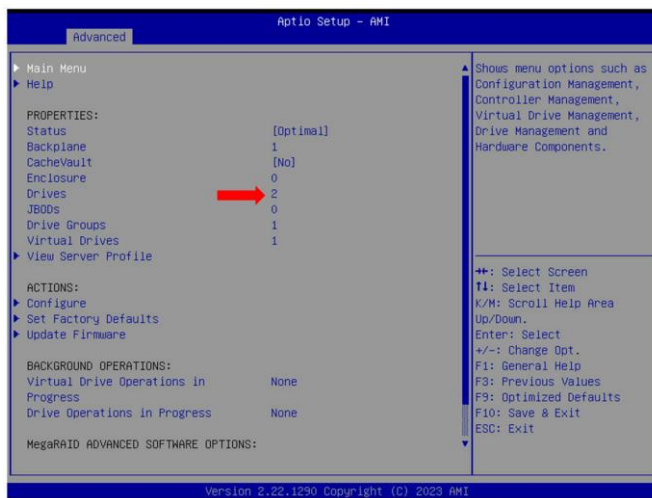 Aptio Setup - AMI
Advanced
Main Menu
Help
PROPERTIES:
Status [Optimal]
Backplane 1
CacheVault [No]
Enclosure 0
Drives 2
JBODs 0
Drive Groups 1
Virtual Drives 1
View Server Profile
ACTIONS:
Configure
Set Factory Defaults
Update Firmware
BACKGROUND OPERATIONS:
Virtual Drive Operations in None
Progress
Drive Operations in Progress None
MegaRAID ADVANCED SOFTWARE OPTIONS:
Shows menu options such as
Configuration Management,
Controller Management,
Virtual Drive Management,
Drive Management and
Hardware Components.
→←: Select Screen
↑↓: Select Item
K/M: Scroll Help Area
Up/Down.
Enter: Select
+/-: Change Opt.
F1: General Help
F3: Previous Values
F9: Optimized Defaults
F10: Save & Exit
ESC: Exit
Version 2.22.1290 Copyright (C) 2023 AMI